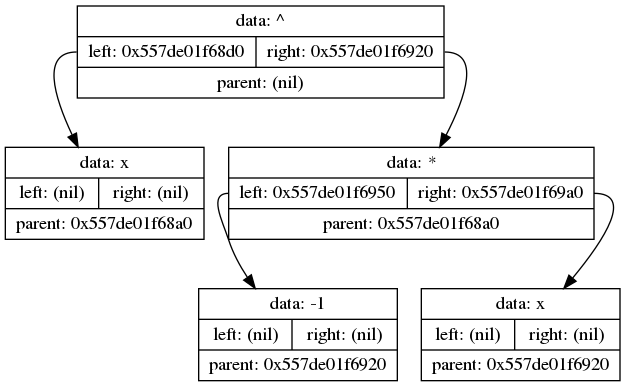 data: ^
left: 0x557de01f68d0 right: 0x557de01f6920
parent: (nil)
data: x
left: (nil) right: (nil)
parent: 0x557de01f68a0
data: *
left: 0x557de01f6950 right: 0x557de01f69a0
parent: 0x557de01f68a0
data: -1
left: (nil) right: (nil)
parent: 0x557de01f6920
data: x
left: (nil) right: (nil)
parent: 0x557de01f6920